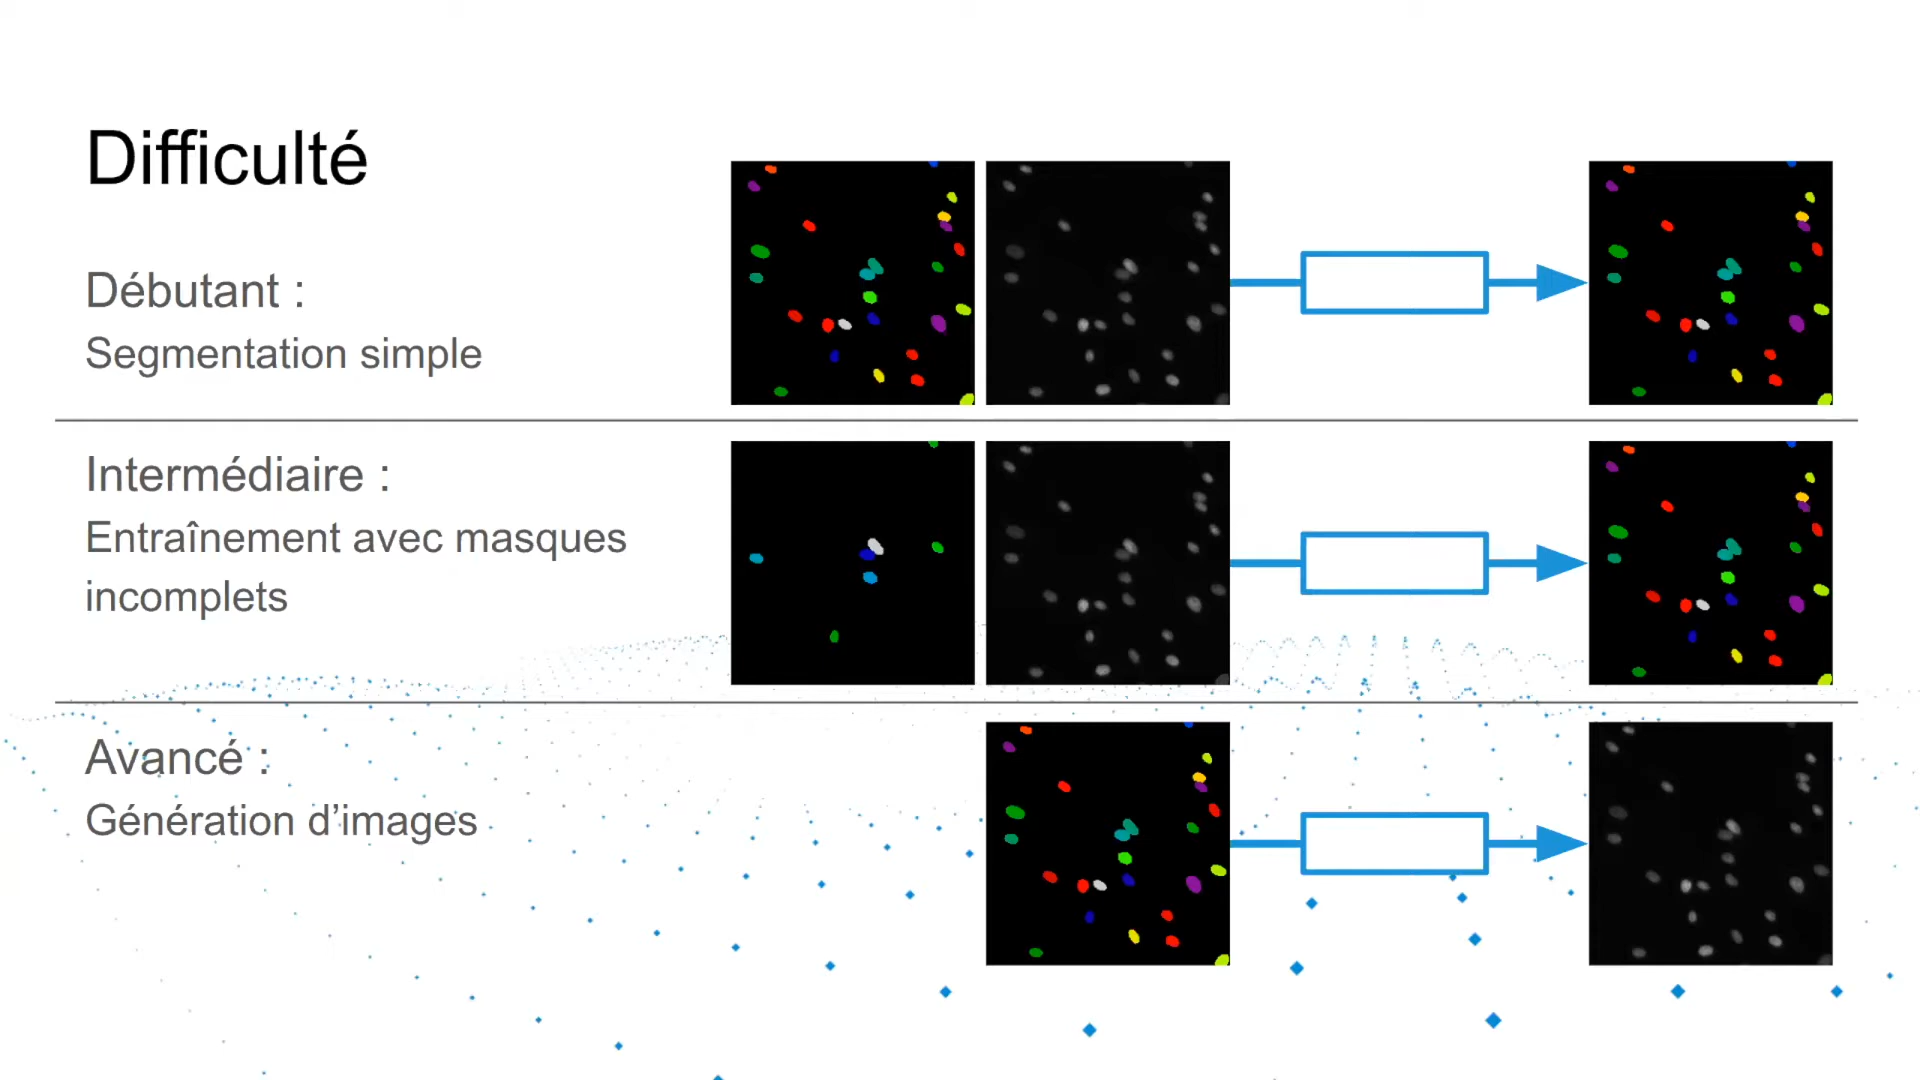 Difficulté
Débutant :
Segmentation simple
Intermédiaire :
Entraînement avec masques
incomplets
Avancé :
Génération d’images